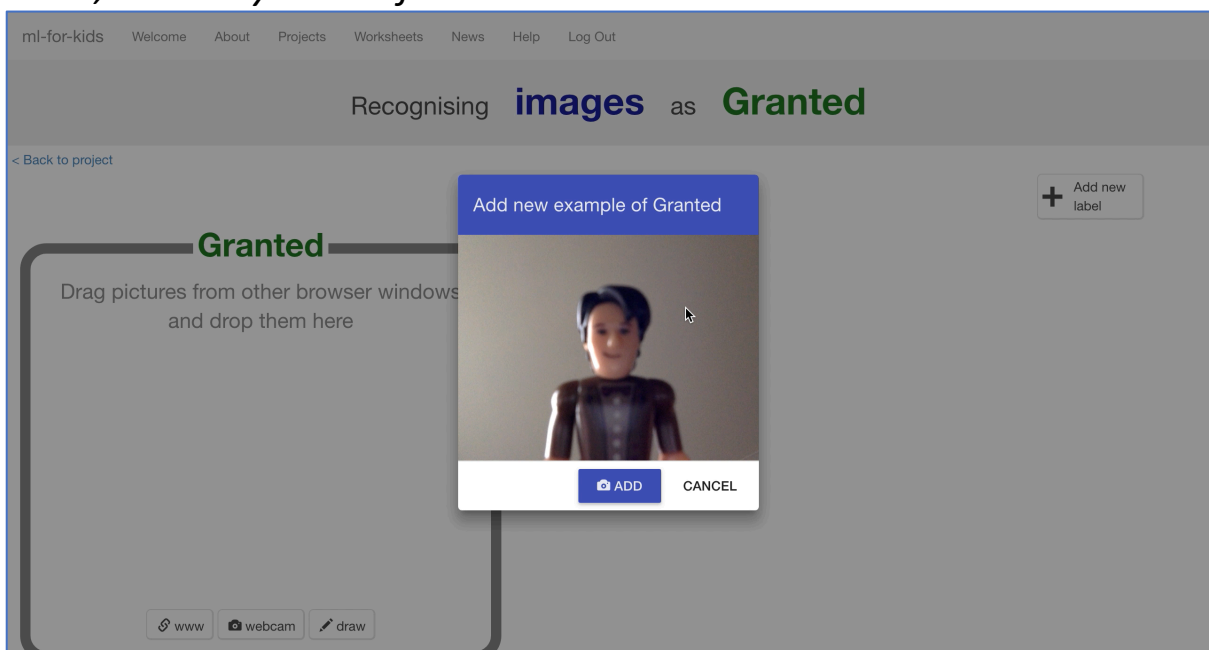 ml-for-kids Welcome About Projects Worksheets News Help Log Out
Recognising images as Granted
< Back to project
Add new
label
Add new example of Granted
Granted
Drag pictures from other browser windows
and drop them here
ADD CANCEL
www webcam draw